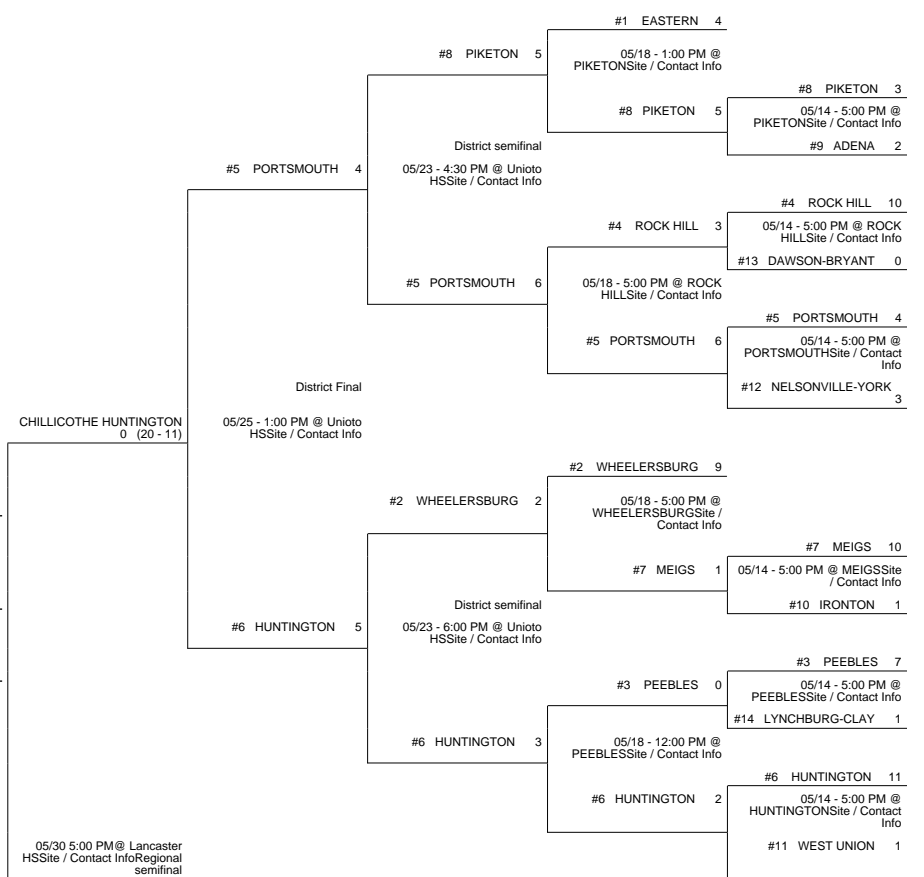 #1 EASTERN 4
#8 PIKETON 5
05/18 - 1:00 PM @
PIKETONSite / Contact Info
#8 PIKETON 3
#8 PIKETON 5
05/14 - 5:00 PM @
PIKETONSite / Contact Info
#9 ADENA 2
District semifinal
#5 PORTSMOUTH 4
05/23 - 4:30 PM @ Unioto
HSSite / Contact Info
#4 ROCK HILL 10
#4 ROCK HILL 3
05/14 - 5:00 PM @ ROCK
HILLSite / Contact Info
#13 DAWSON-BRYANT 0
#5 PORTSMOUTH 6
05/18 - 5:00 PM @ ROCK
HILLSite / Contact Info
#5 PORTSMOUTH 4
#5 PORTSMOUTH 6
05/14 - 5:00 PM @
PORTSMOUTHSite / Contact
Info
#12 NELSONVILLE-YORK
3
District Final
CHILLICOTHE HUNTINGTON
0 (20 - 11)
05/25 - 1:00 PM @ Unioto
HSSite / Contact Info
#2 WHEELERSBURG 9
#2 WHEELERSBURG 2
05/18 - 5:00 PM @
WHEELERSBURGSite /
Contact Info
#7 MEIGS 10
#7 MEIGS 1
05/14 - 5:00 PM @ MEIGSSite
/ Contact Info
#10 IRONTON 1
District semifinal
#6 HUNTINGTON 5
05/23 - 6:00 PM @ Unioto
HSSite / Contact Info
#3 PEEBLES 7
#3 PEEBLES 0
05/14 - 5:00 PM @
PEEBLESSite / Contact Info
#14 LYNCHBURG-CLAY 1
#6 HUNTINGTON 3
05/18 - 12:00 PM @
PEEBLESSite / Contact Info
#6 HUNTINGTON 11
#6 HUNTINGTON 2
05/14 - 5:00 PM @
HUNTINGTONSite / Contact
Info
#11 WEST UNION 1
05/30 5:00 PM@ Lancaster
HSSite / Contact InfoRegional
semifinal